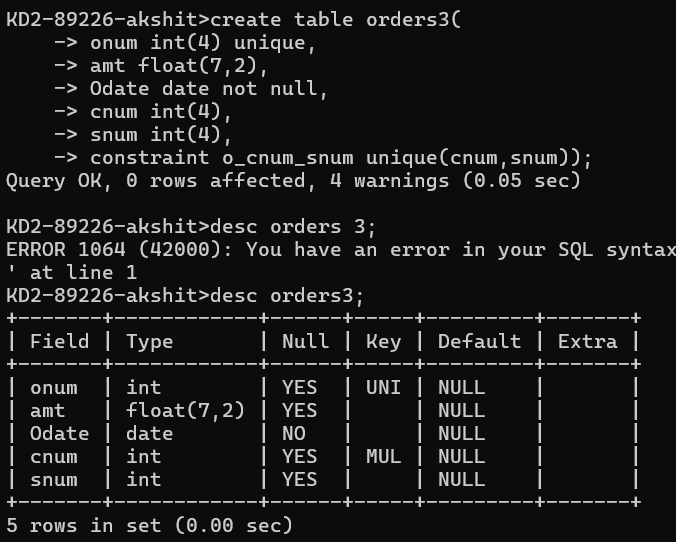 KD2-89226-akshit>create table orders3(
    -> onum int(4) unique,
    -> amt float(7,2),
    -> Odate date not null,
    -> cnum int(4),
    -> snum int(4),
    -> constraint o_cnum_snum unique(cnum,snum));
Query OK, 0 rows affected, 4 warnings (0.05 sec)

KD2-89226-akshit>desc orders 3;
ERROR 1064 (42000): You have an error in your SQL syntax
' at line 1
KD2-89226-akshit>desc orders3;
+-------+------------+------+-----+---------+-------+
| Field | Type       | Null | Key | Default | Extra |
+-------+------------+------+-----+---------+-------+
| onum  | int        | YES  | UNI | NULL    |       |
| amt   | float(7,2) | YES  |     | NULL    |       |
| Odate | date       | NO   |     | NULL    |       |
| cnum  | int        | YES  | MUL | NULL    |       |
| snum  | int        | YES  |     | NULL    |       |
+-------+------------+------+-----+---------+-------+
5 rows in set (0.00 sec)